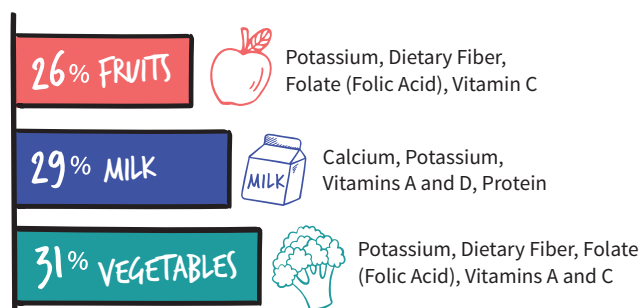 26% FRUITS
Potassium, Dietary Fiber,
Folate (Folic Acid), Vitamin C
29% MILK
MILK
Calcium, Potassium,
Vitamins A and D, Protein
31% VEGETABLES
Potassium, Dietary Fiber, Folate
(Folic Acid), Vitamins A and C